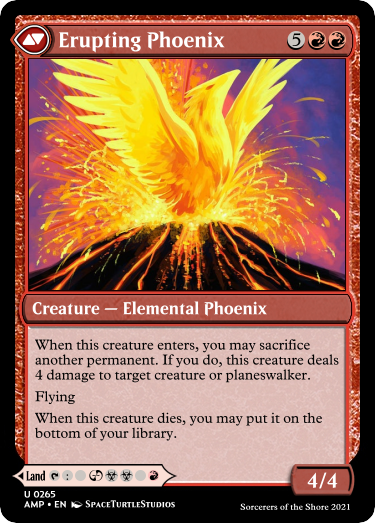 Erupting Phoenix 5
Creature — Elemental Phoenix
When this creature enters, you may sacrifice
another permanent. If you do, this creature deals
4 damage to target creature or planeswalker.
Flying
When this creature dies, you may put it on the
bottom of your library.
Land
4/4
U 0265
AMP • EN SpaceTurtleStudios
Sorcerers of the Shore 2021